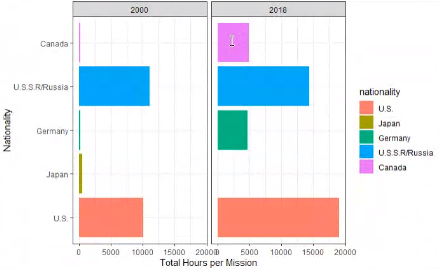 2000 2018
Canada
U.S.S.R/Russia
Germany
Japan
U.S.
Nationality
0 5000 10000 15000 20000 0 5000 10000 15000 20000
Total Hours per Mission
nationality
U.S.
Japan
Germany
U.S.S.R/Russia
Canada